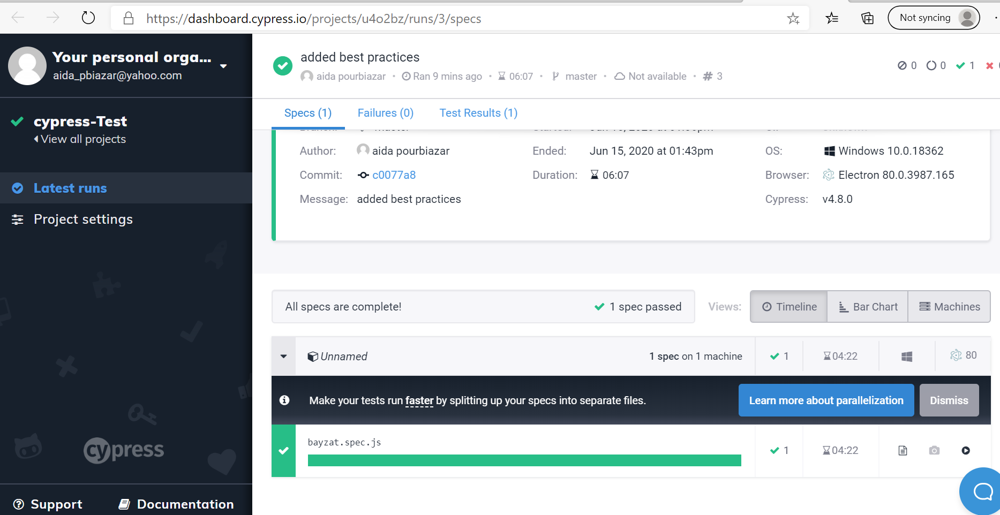 https://dashboard.cypress.io/projects/u4o2bz/runs/3/specs
Not syncing
Your personal orga...
aida_pbiazar@yahoo.com
cypress-Test
View all projects
Latest runs
Project settings
cypress
Support
Documentation
added best practices
aida pourbiazar • Ran 9 mins ago • 06:07 • master • Not available • # 3
0 0 1
Specs (1) Failures (0) Test Results (1)
Author: aida pourbiazar Ended: Jun 15, 2020 at 01:43pm OS: Windows 10.0.18362
Commit: c0077a8 Duration: 06:07 Browser: Electron 80.0.3987.165
Message: added best practices Cypress: v4.8.0
All specs are complete! 1 spec passed Views: Timeline Bar Chart Machines
Unnamed 1 spec on 1 machine 1 04:22 80
Make your tests run faster by splitting up your specs into separate files. Learn more about parallelization Dismiss
bayzat.spec.js
1 04:22